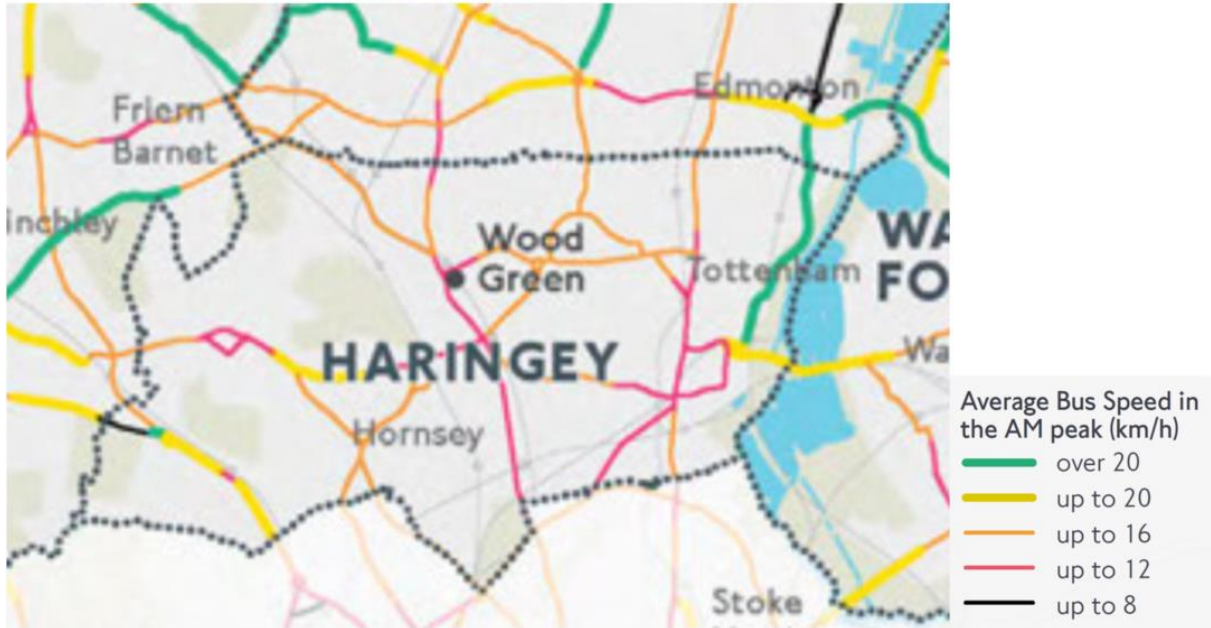 Edmonton
Friern
Barnet
inchley
Wood
Green
WA
FO
Tottenham
HARINGEY
Wa
Hornsey
Stoke
Average Bus Speed in
the AM peak (km/h)
over 20
up to 20
up to 16
up to 12
up to 8